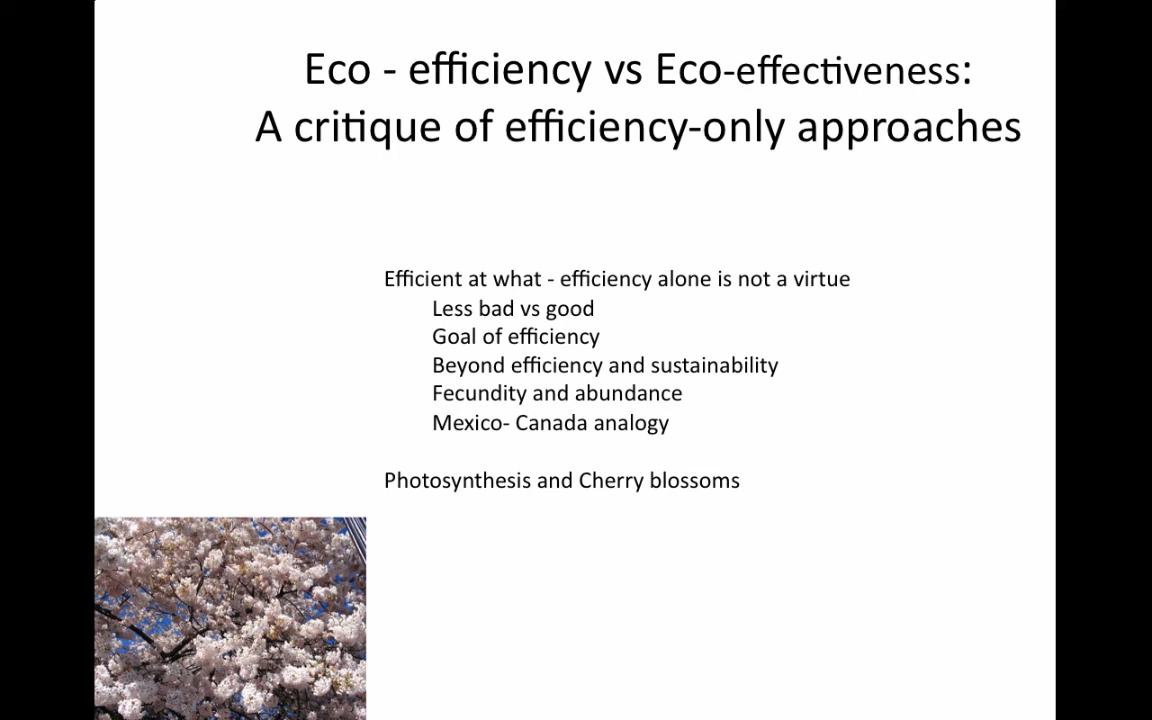 Eco - efficiency vs Eco-effectiveness:
A critique of efficiency-only approaches
Efficient at what - efficiency alone is not a virtue
Less bad vs good
Goal of efficiency
Beyond efficiency and sustainability
Fecundity and abundance
Mexico- Canada analogy
Photosynthesis and Cherry blossoms